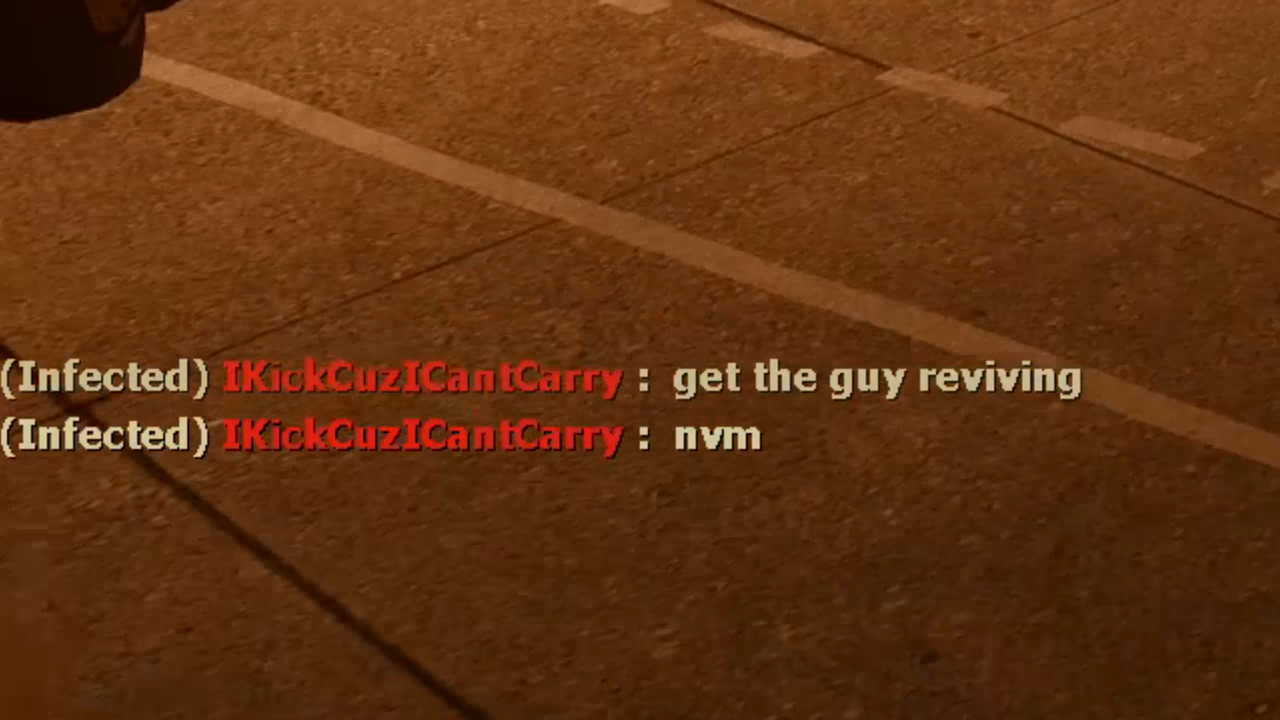 (Infected) IKickCuzICantCarry : get the guy reviving
(Infected) IKickCuzICantCarry : nvm